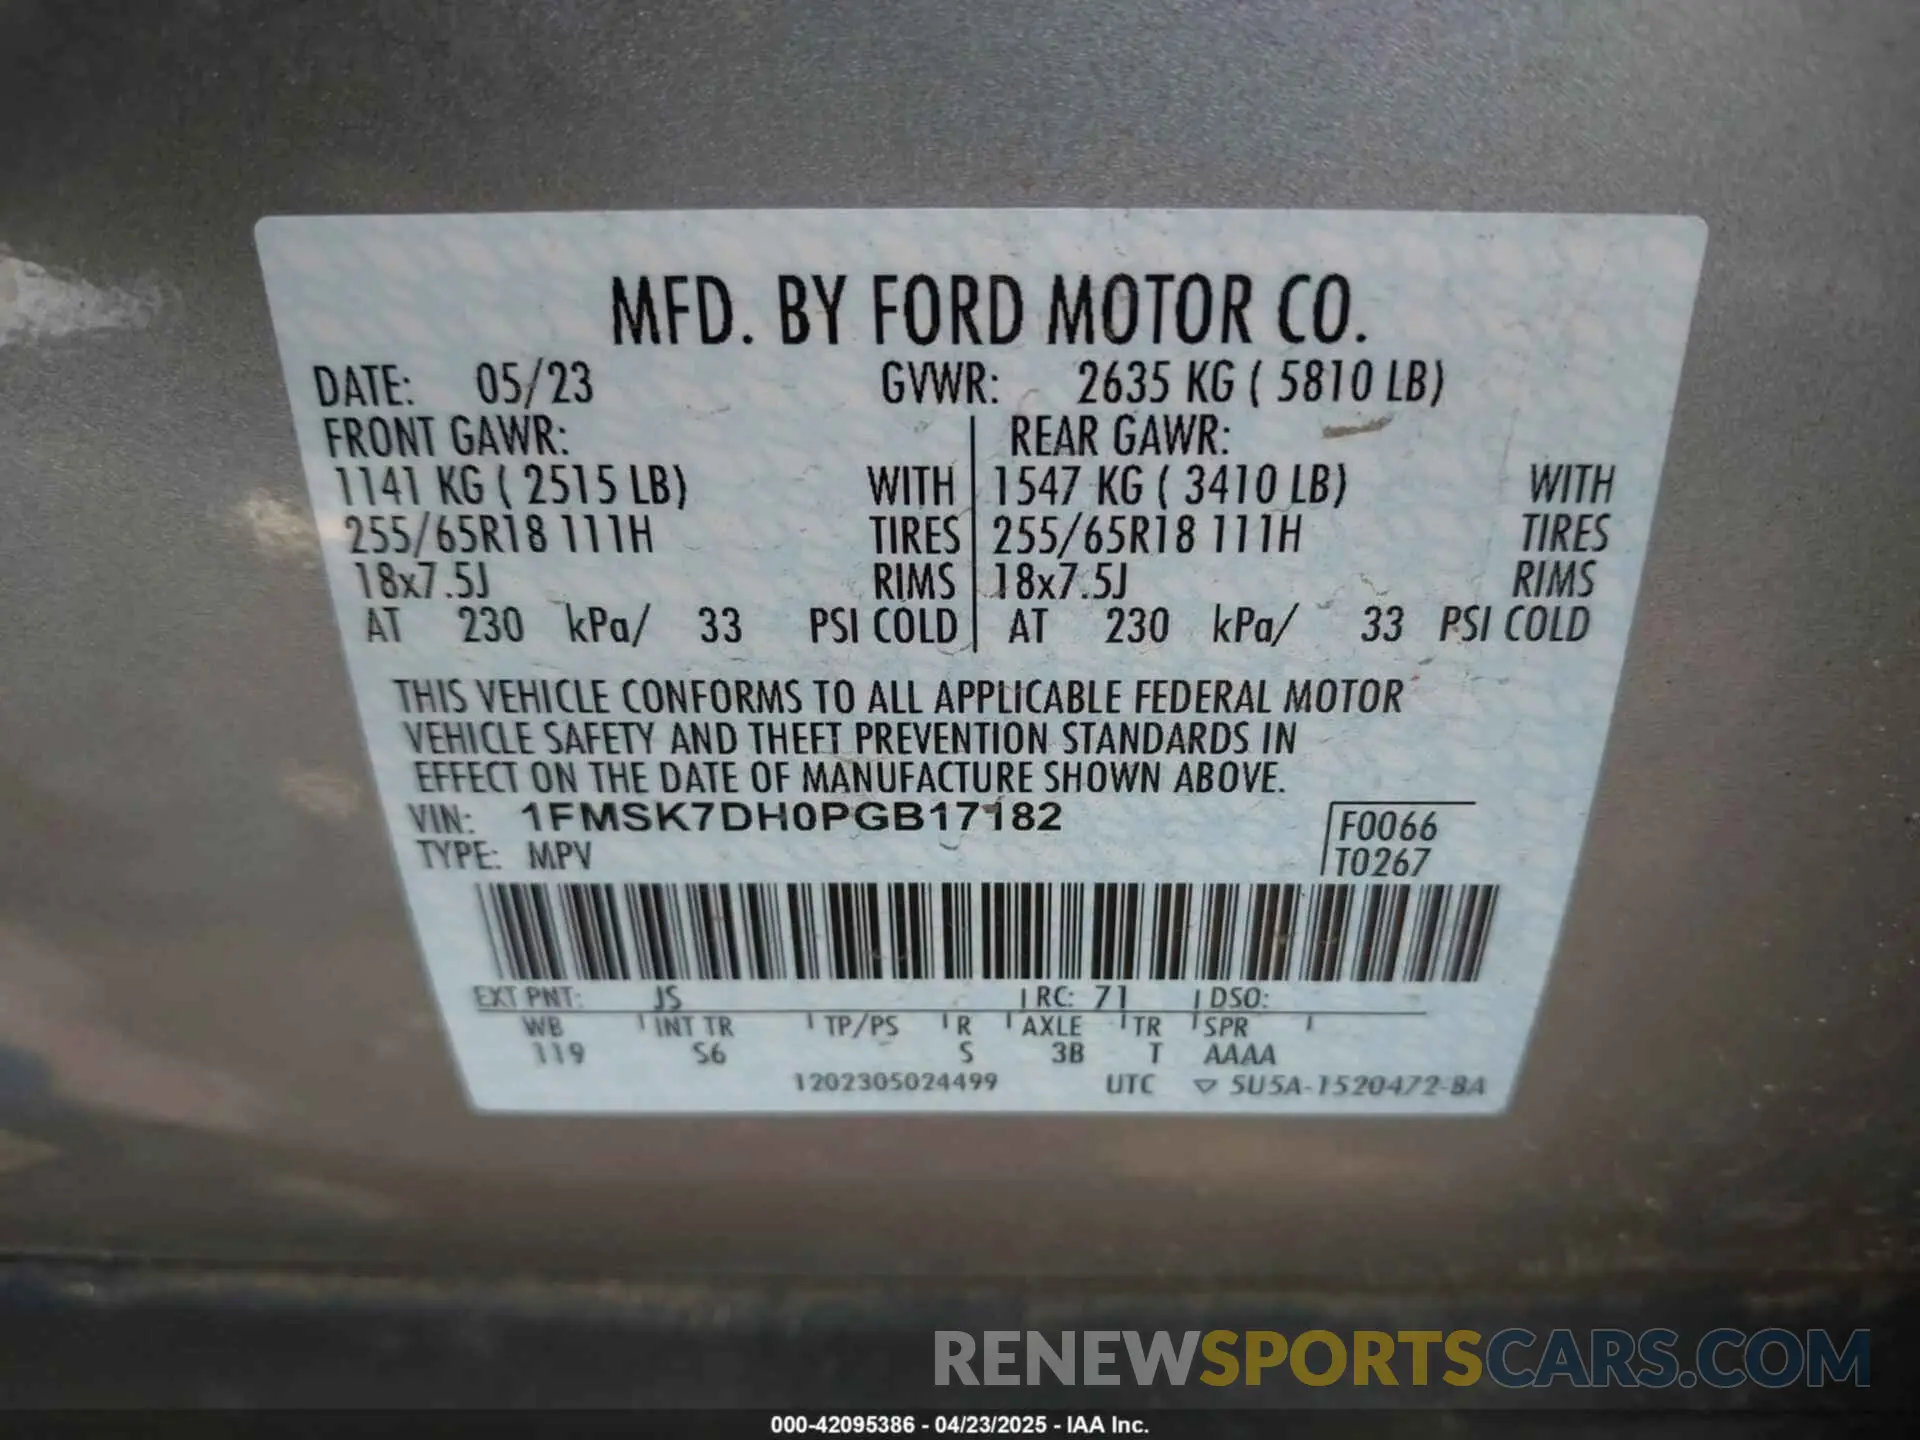 MFD. BY FORD MOTOR CO.
DATE: 05/23 GVWR: 2635 KG ( 5810 LB)
FRONT GAWR: REAR GAWR:
1141 KG ( 2515 LB) WITH 1547 KG ( 3410 LB) WITH
255/65R18 111H TIRES 255/65R18 111H TIRES
18x7.5J RIMS 18x7.5J RIMS
AT 230 kPa/ 33 PSI COLD AT 230 kPa/ 33 PSI COLD
THIS VEHICLE CONFORMS TO ALL APPLICABLE FEDERAL MOTOR
VEHICLE SAFETY AND THEFT PREVENTION STANDARDS IN
EFFECT ON THE DATE OF MANUFACTURE SHOWN ABOVE.
VIN: 1FMSK7DH0PGB17182 F0066
TYPE: MPV T0267
EXT PNT: JS RC: 71 DSO:
WB INT TR TP/PS R AXLE TR SPR
119 S6 S 3B T AAAA
1202305024499 UTC ▽ 5U5A-1520472-BA
RENEWSPORTSCARS.COM
000-42095386 - 04/23/2025 - IAA Inc.